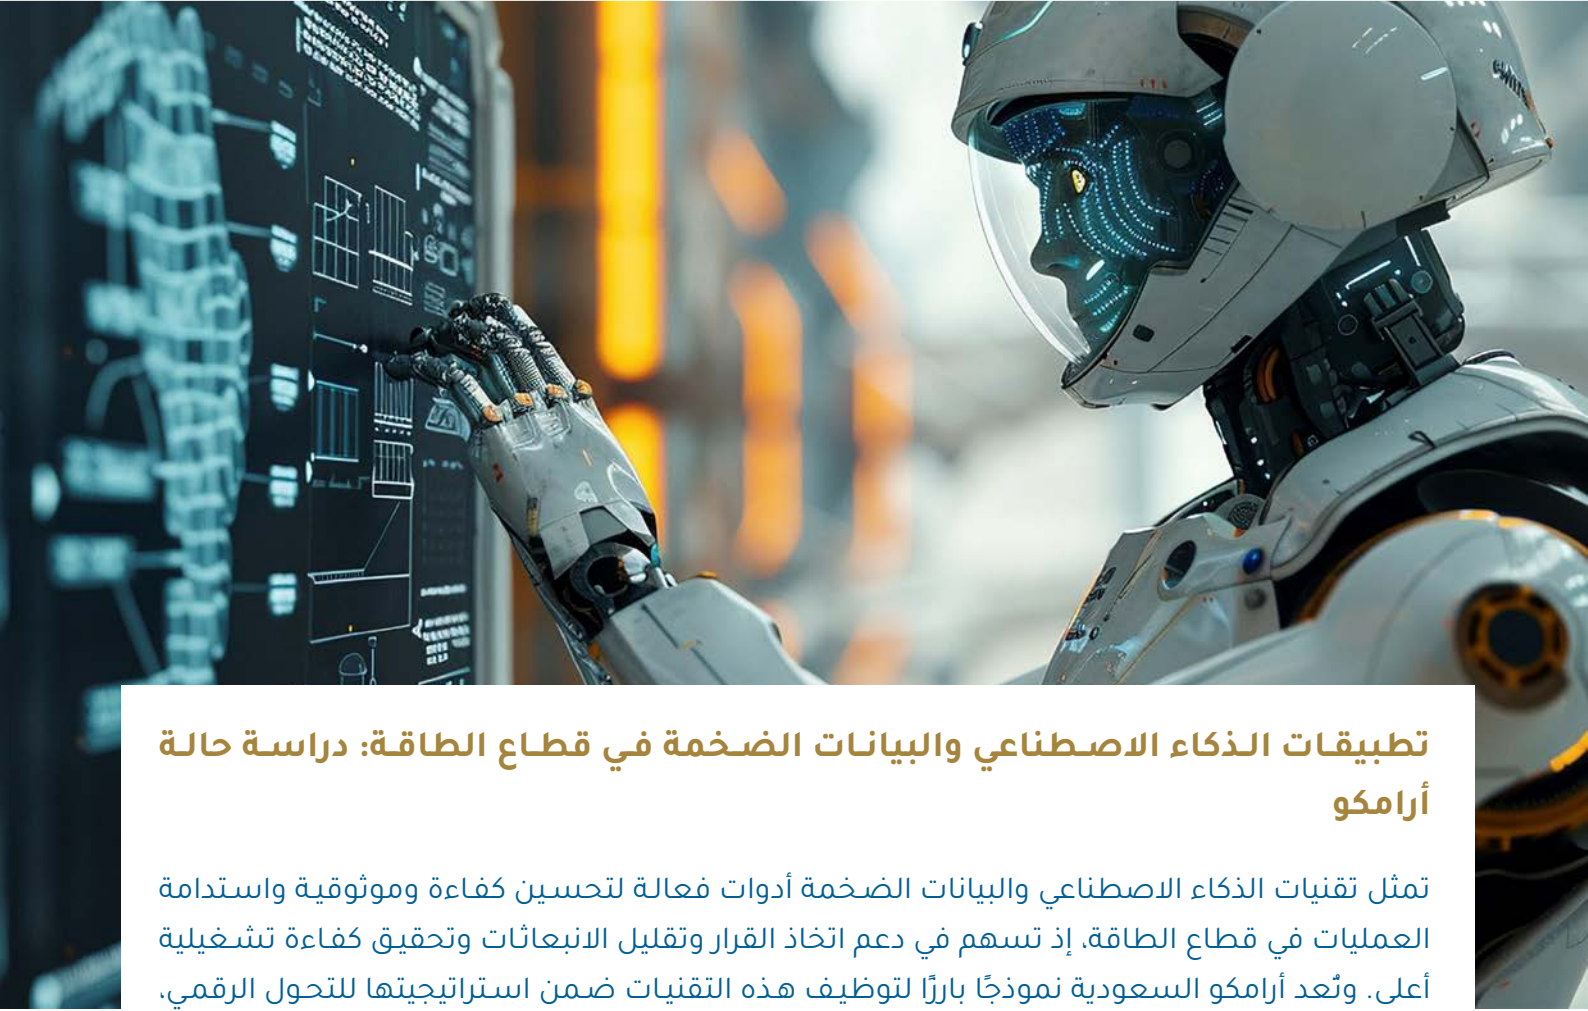 تطبيقات الذكاء الاصطناعي والبيانات الضخمة في قطاع الطاقة: دراسة حالة
أرامكو
تمثل تقنيات الذكاء الاصطناعي والبيانات الضخمة أدوات فعالة لتحسين كفاءة وموثوقية واستدامة
العمليات في قطاع الطاقة، إذ تسهم في دعم اتخاذ القرار وتقليل الانبعاثات وتحقيق كفاءة تشغيلية
أعلى. وتُعد أرامكو السعودية نموذجًا بارزًا لتوظيف هذه التقنيات ضمن استراتيجيتها للتحول الرقمي،